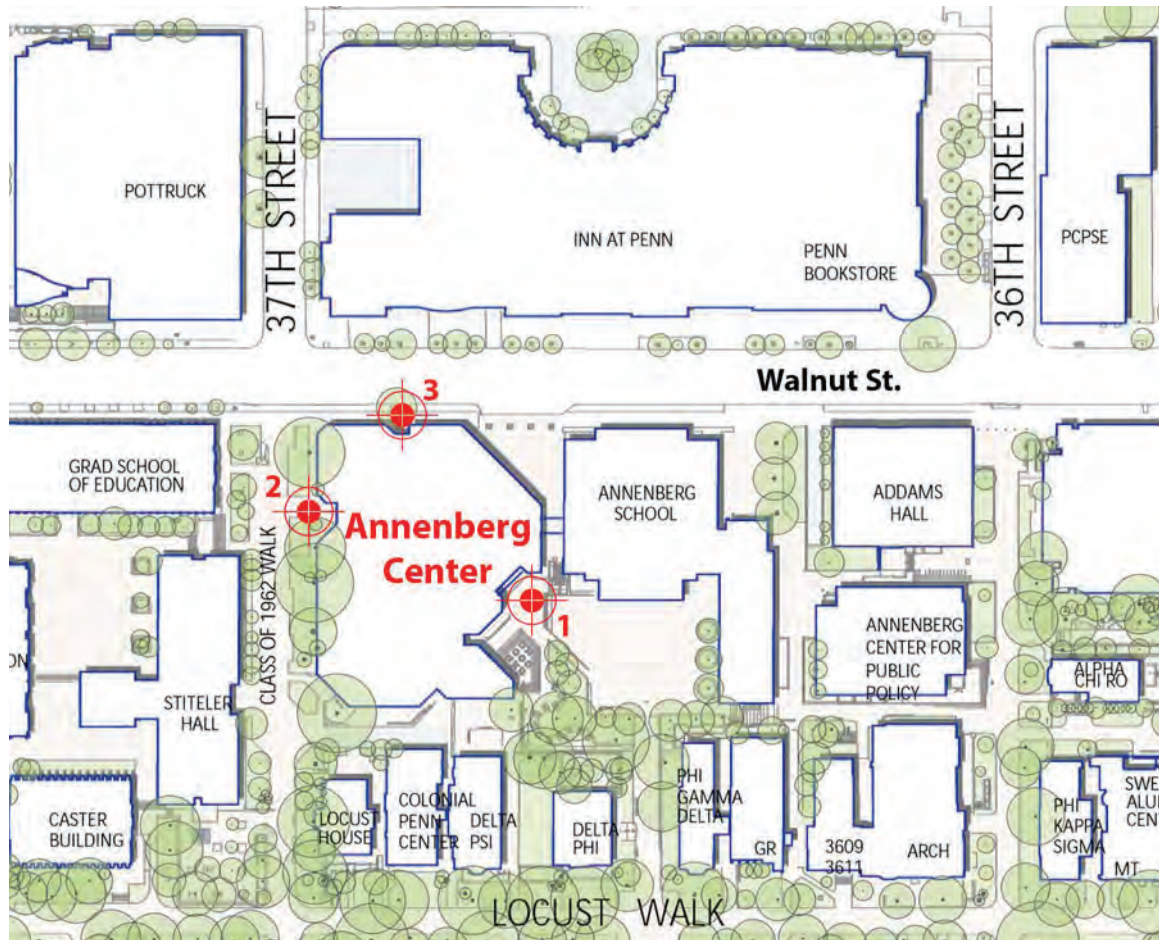 POTTRUCK
37TH STREET
INN AT PENN
PENN
BOOKSTORE
36TH STREET
PCPSE
Walnut St.
3
GRAD SCHOOL
OF EDUCATION
2
Annenberg
Center
1
ANNENBERG
SCHOOL
ADDAMS
HALL
CLASS OF 1962 WALK
ANNENBERG
CENTER FOR
PUBLIC
POLICY
ALPHA
CHI RO
ON
STITELER
HALL
CASTER
BUILDING
LOCUST
HOUSE
COLONIAL
PENN
CENTER
DELTA
PSI
DELTA
PHI
PHI
GAMMA
DELTA
GR
3609
3611
ARCH
PHI
KAPPA
SIGMA
SWE
ALU
CENT
MT
LOCUST WALK